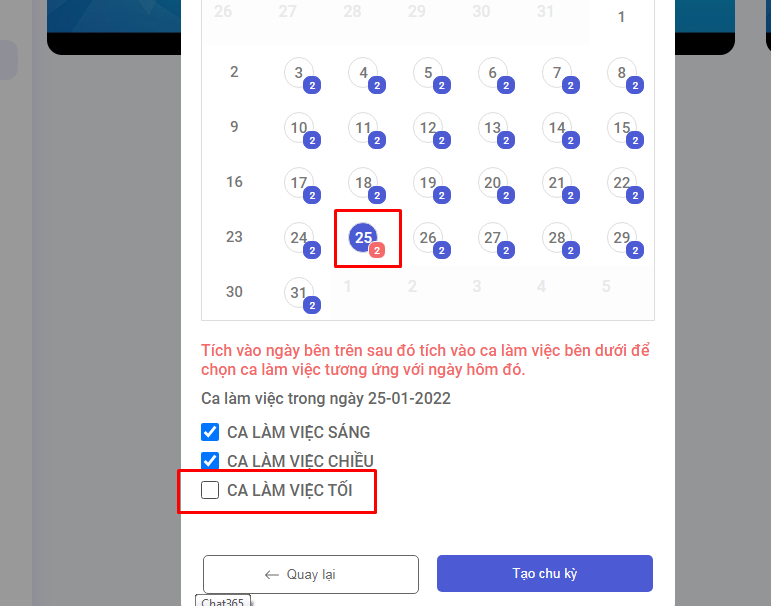 26 27 28 29 30 31 1
2 3 2 4 2 5 2 6 2 7 2 8 2
9 10 2 11 2 12 2 13 2 14 2 15 2
16 17 2 18 2 19 2 20 2 21 2 22 2
23 24 2 25 2 26 2 27 2 28 2 29 2
30 31 2 1 2 3 4 5
Tích vào ngày bên trên sau đó tích vào ca làm việc bên dưới để
chọn ca làm việc tương ứng với ngày hôm đó.
Ca làm việc trong ngày 25-01-2022
CA LÀM VIỆC SÁNG
CA LÀM VIỆC CHIỀU
CA LÀM VIỆC TỐI
Quay lại Tạo chu kỳ
Chat365